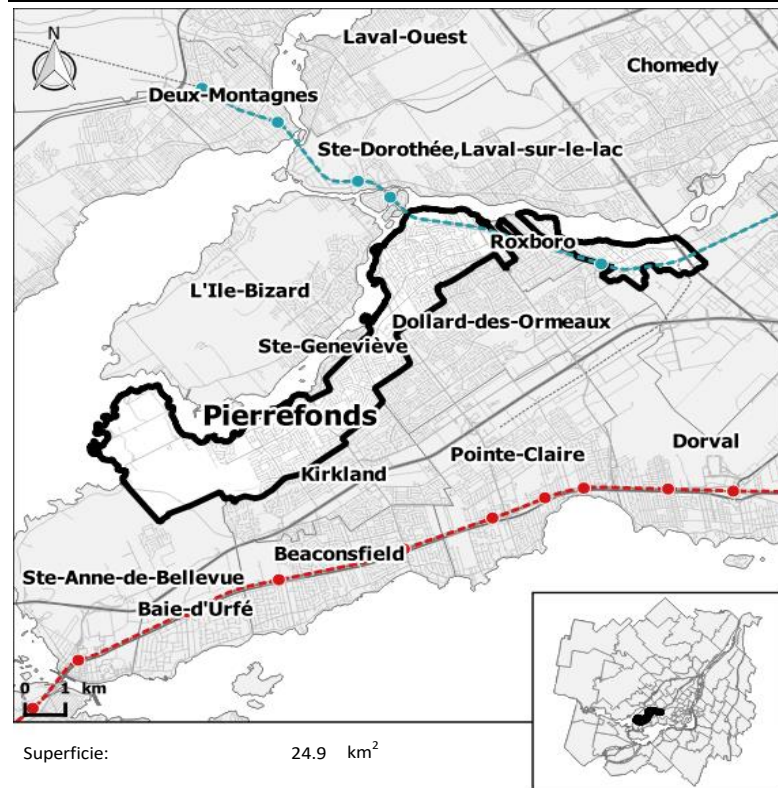 Laval-Ouest
N
Chomedy
Deux-Montagnes
Ste-Dorothée,Laval-sur-le-lac
Roxboro
L'Ile-Bizard
Dollard-des-Ormeaux
Ste-Geneviève
Pierrefonds
Dorval
Pointe-Claire
Kirkland
Beaconsfield
Ste-Anne-de-Bellevue
Baie-d'Urfé
0 1 km
Superficie: 24.9 km²